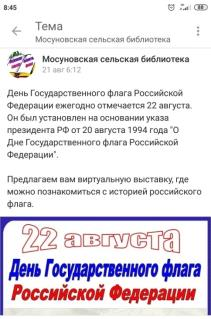 8:45
84
Тема
Мосуновская сельская библиотека
Мосуновская сельская библиотека
21 авг 6:12
День Государственного флага Российской
Федерации ежегодно отмечается 22 августа.
Он был установлен на основании указа
президента РФ от 20 августа 1994 года "О
Дне Государственного флага Российской
Федерации".
Предлагаем вам виртуальную выставку, где
можно познакомиться с историей российского
флага.
22 августа
День Государственного флага
Российской Федерации